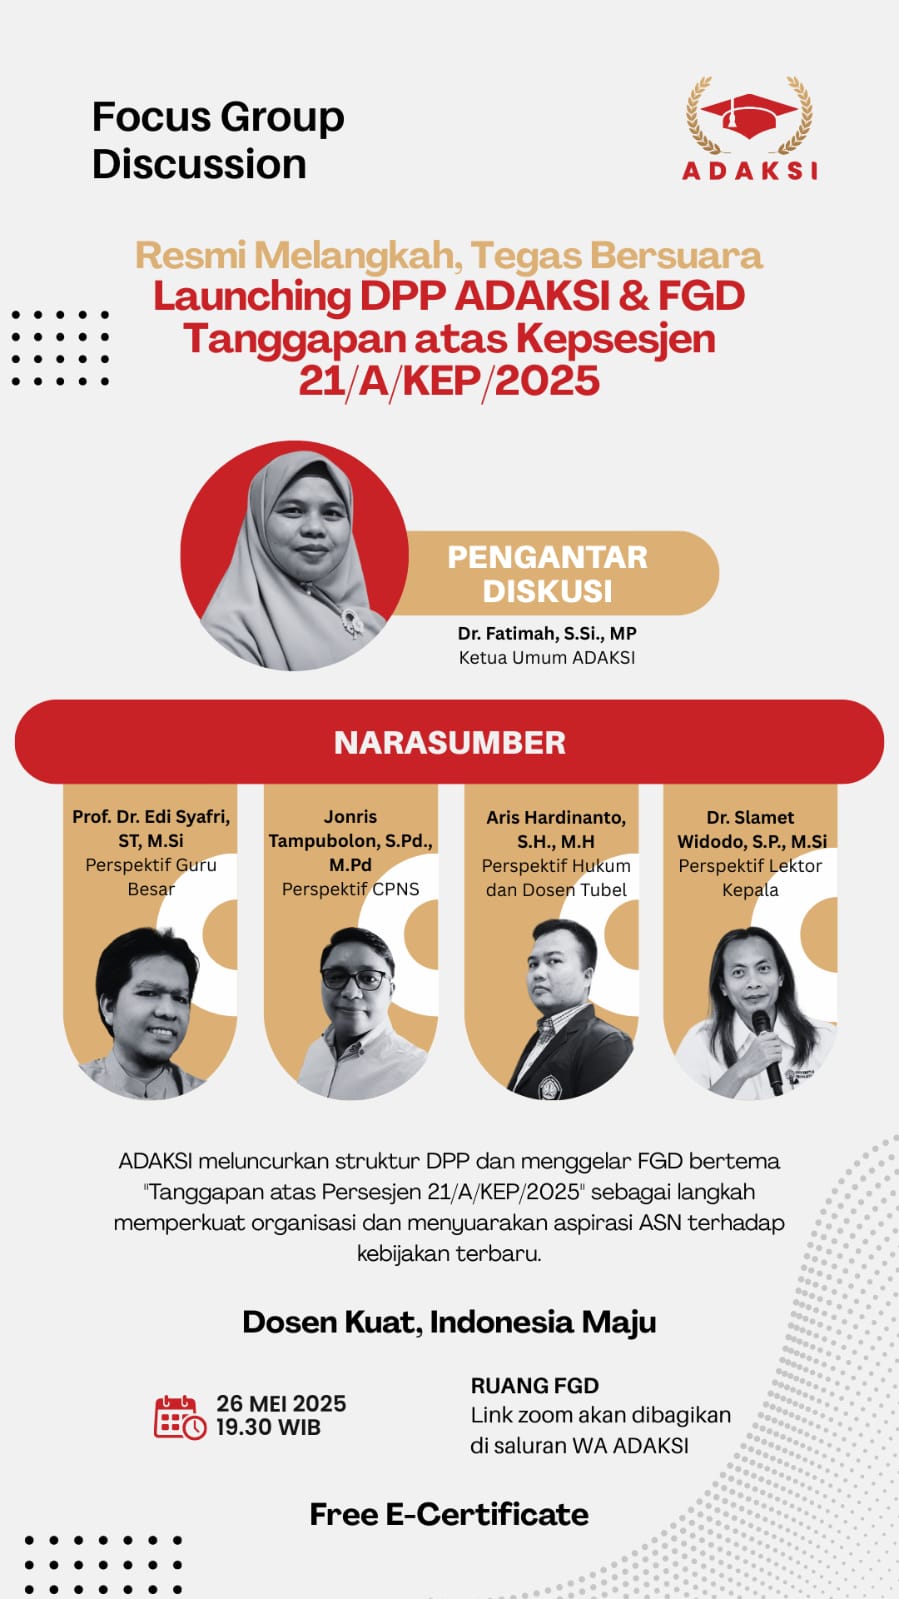 Focus Group
Discussion
ADAKSI
Resmi Melangkah, Tegas Bersuara
Launching DPP ADAKSI & FGD
Tanggapan atas Kepsesjen
21/A/KEP/2025
PENGANTAR
DISKUSI
Dr. Fatimah, S.Si., MP
Ketua Umum ADAKSI
NARASUMBER
Prof. Dr. Edi Syafri,
ST, M.Si
Perspektif Guru
Besar
Jonris
Tampubolon, S.Pd.,
M.Pd
Perspektif CPNS
Aris Hardinanto,
S.H., M.H
Perspektif Hukum
dan Dosen Tubel
Dr. Slamet
Widodo, S.P., M.Si
Perspektif Lektor
Kepala
ADAKSI meluncurkan struktur DPP dan menggelar FGD bertema
"Tanggapan atas Persesjen 21/A/KEP/2025" sebagai langkah
memperkuat organisasi dan menyuarakan aspirasi ASN terhadap
kebijakan terbaru.
Dosen Kuat, Indonesia Maju
26 MEI 2025
19.30 WIB
RUANG FGD
Link zoom akan dibagikan
di saluran WA ADAKSI
Free E-Certificate